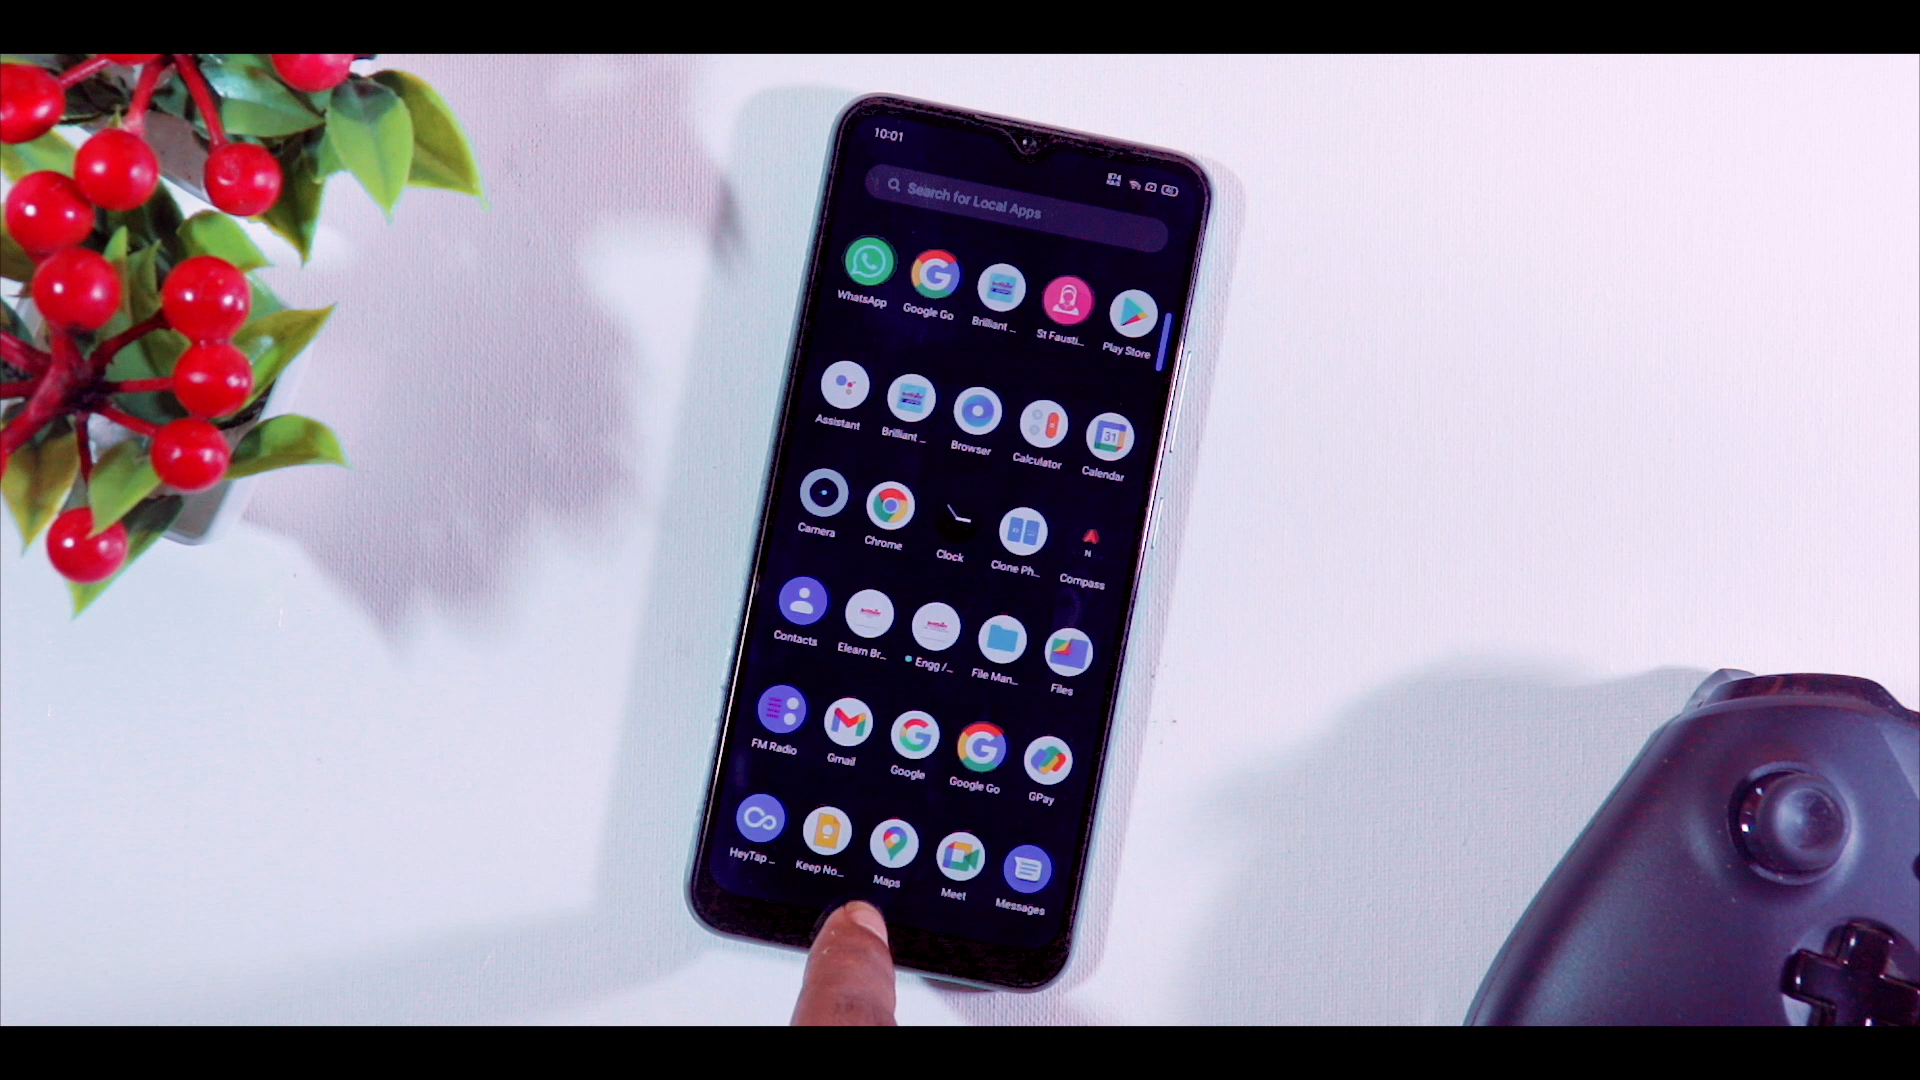 10:01
Search for Local Apps
WhatsApp
Google Go
Brilliant ...
St Fausti...
Play Store
Assistant
Brilliant ...
Browser
Calculator
31
Calendar
Camera
Chrome
Clock
Clone Ph...
N
Compass
Contacts
Elearn Br...
Engg /...
File Man...
Files
FM Radio
Gmail
Google
Google Go
GPay
HeyTap ...
Keep No...
Maps
Meet
Messages